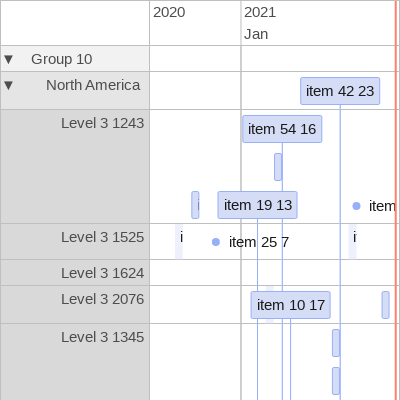 2020
2021
Jan
▼ Group 10
▼ North America
item 42 23
Level 3 1243
item 54 16
i
item 19 13
item
Level 3 1525
i
item 25 7
i
Level 3 1624
Level 3 2076
item 10 17
Level 3 1345